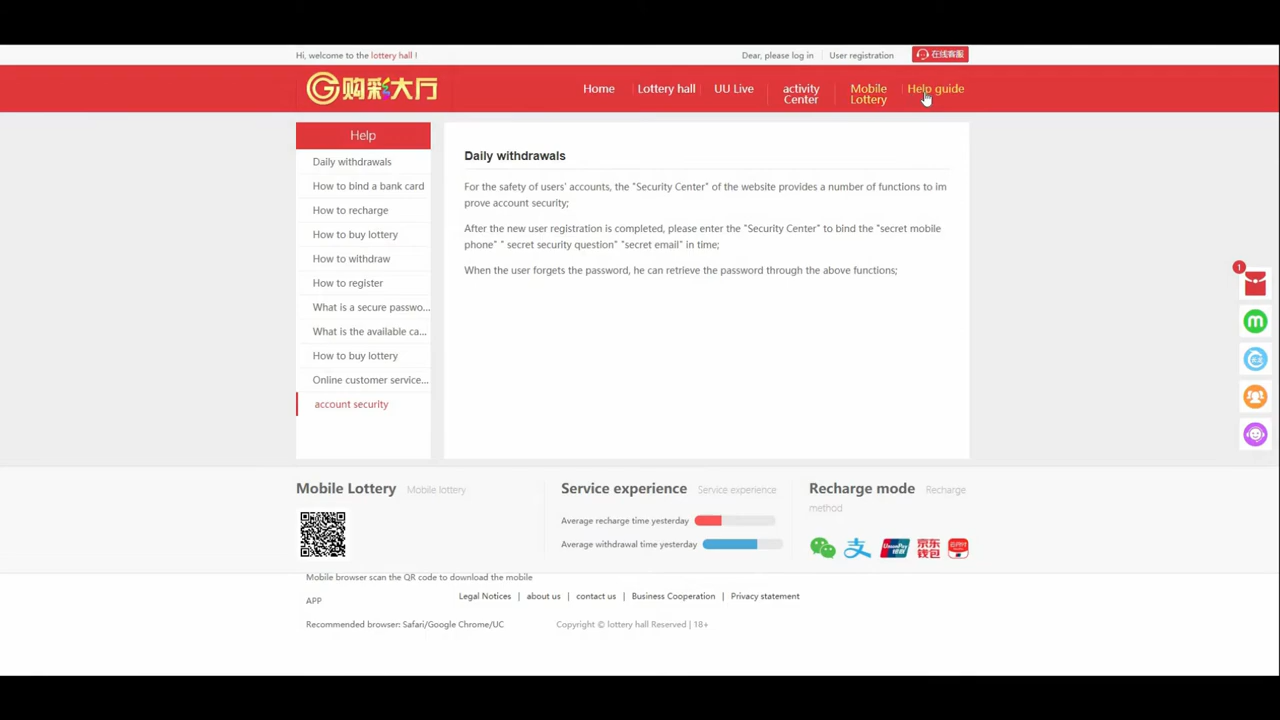 Hi, welcome to the lottery hall !
Dear, please log in
User registration
在线客服
购彩大厅
Home
Lottery hall
UU Live
activity
Center
Mobile
Lottery
Help guide
Help
Daily withdrawals
How to bind a bank card
How to recharge
How to buy lottery
How to withdraw
How to register
What is a secure passwo...
What is the available ca...
How to buy lottery
Online customer service...
account security
Daily withdrawals
For the safety of users' accounts, the "Security Center" of the website provides a number of functions to im
prove account security;
After the new user registration is completed, please enter the "Security Center" to bind the "secret mobile
phone" " secret security question" "secret email" in time;
When the user forgets the password, he can retrieve the password through the above functions;
1
Mobile Lottery Mobile lottery
Mobile browser scan the QR code to download the mobile
APP
Recommended browser: Safari/Google Chrome/UC
Service experience Service experience
Average recharge time yesterday
Average withdrawal time yesterday
Recharge mode Recharge
method
支
UnionPay
银联
京东
钱包
Legal Notices | about us | contact us | Business Cooperation | Privacy statement
Copyright © lottery hall Reserved | 18+